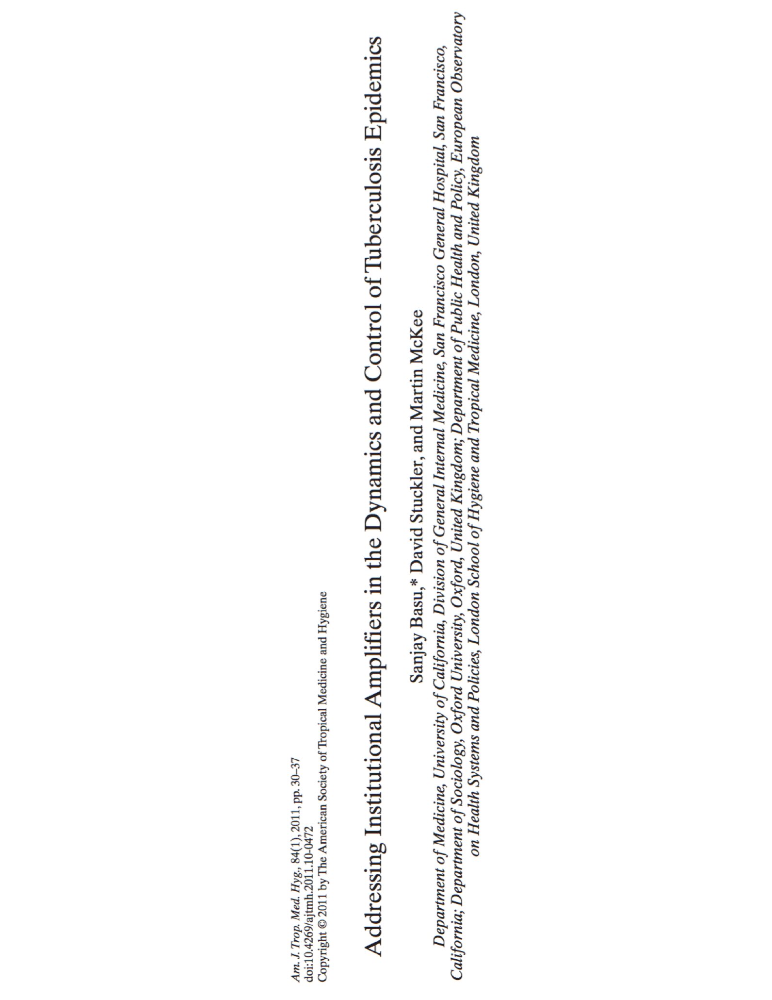 Am. J. Trop. Med. Hyg., 84(1), 2011, pp. 30–37
doi:10.4269/ajtmh.2011.10-0472
Copyright © 2011 by The American Society of Tropical Medicine and Hygiene
Addressing Institutional Amplifiers in the Dynamics and Control of Tuberculosis Epidemics
Sanjay Basu,* David Stuckler, and Martin McKee
Department of Medicine, University of California, Division of General Internal Medicine, San Francisco General Hospital, San Francisco,
California; Department of Sociology, Oxford University, Oxford, United Kingdom; Department of Public Health and Policy, European Observatory
on Health Systems and Policies, London School of Hygiene and Tropical Medicine, London, United Kingdom